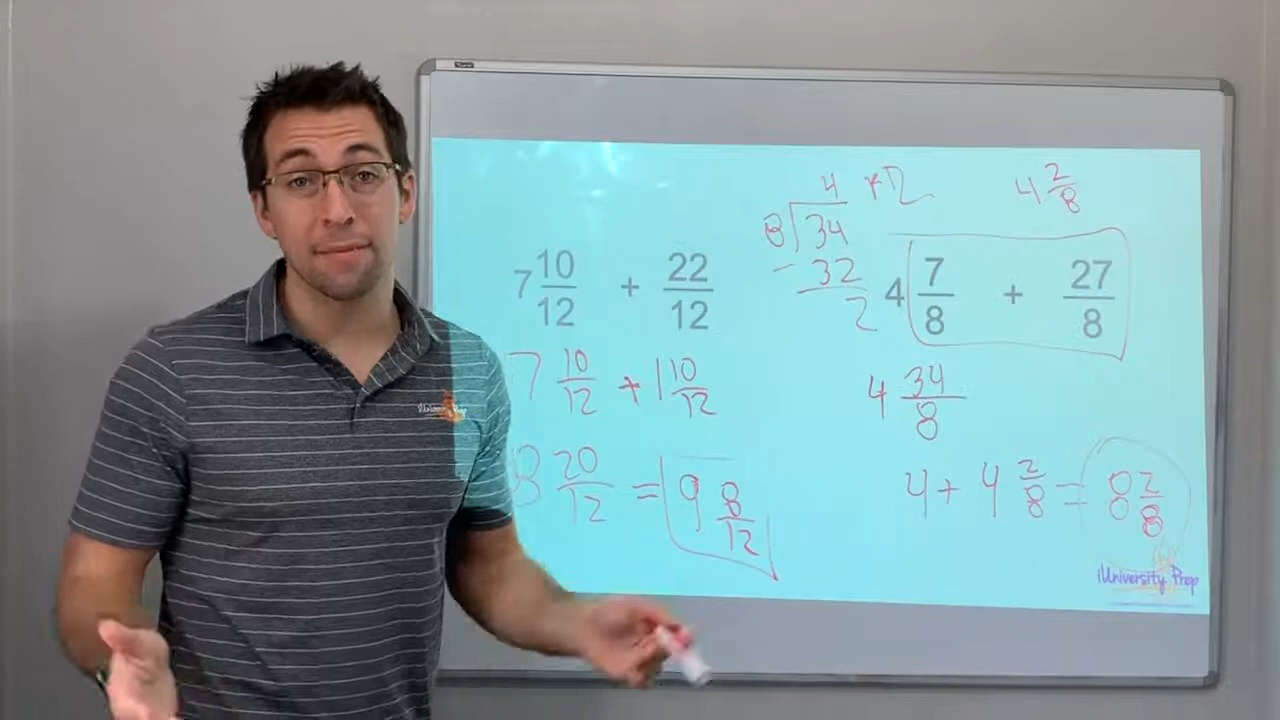 7 10/12 + 22/12
7 10/12 + 1 10/12
8 20/12 = 9 8/12
4 r2
8)34
- 32
2
4 2/8
4 7/8 + 27/8
4 34/8
4 + 4 2/8 = 8 2/8
iUniversity Prep
iUniversity Prep